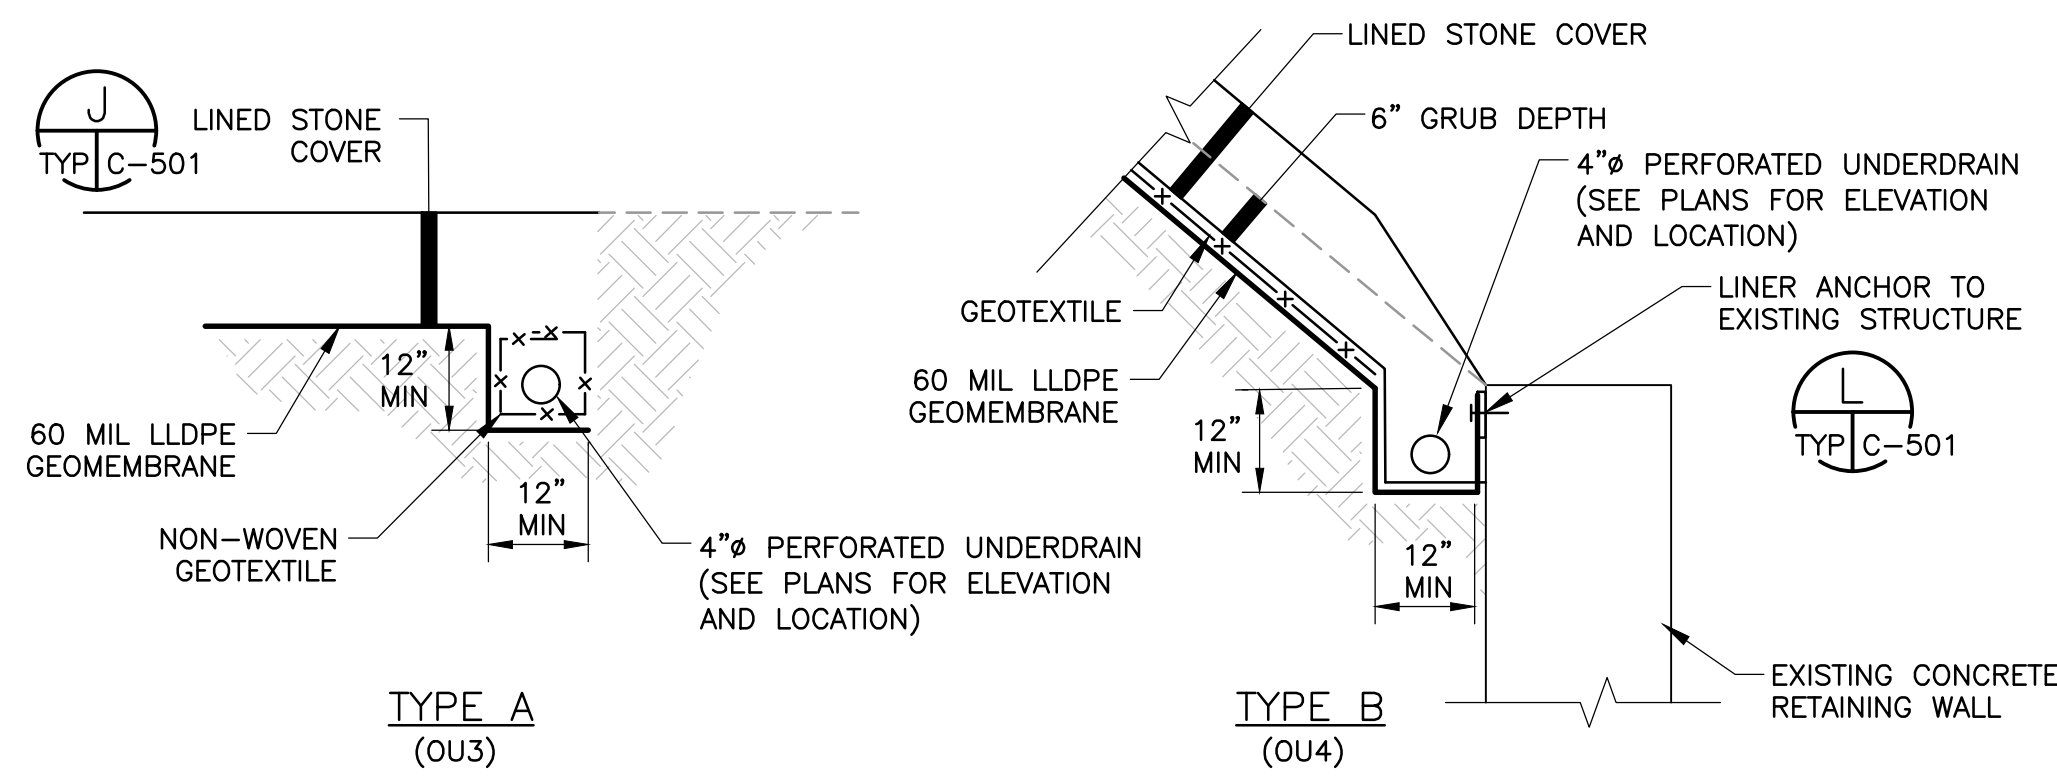 J
TYP C-501
LINED STONE
COVER
12"
MIN
60 MIL LLDPE
GEOMEMBRANE
12"
MIN
NON-WOVEN
GEOTEXTILE
4"ø PERFORATED UNDERDRAIN
(SEE PLANS FOR ELEVATION
AND LOCATION)
TYPE A
(OU3)
LINED STONE COVER
6" GRUB DEPTH
4"ø PERFORATED UNDERDRAIN
(SEE PLANS FOR ELEVATION
AND LOCATION)
LINER ANCHOR TO
EXISTING STRUCTURE
GEOTEXTILE
60 MIL LLDPE
GEOMEMBRANE
L
TYP C-501
12"
MIN
12"
MIN
EXISTING CONCRETE
RETAINING WALL
TYPE B
(OU4)